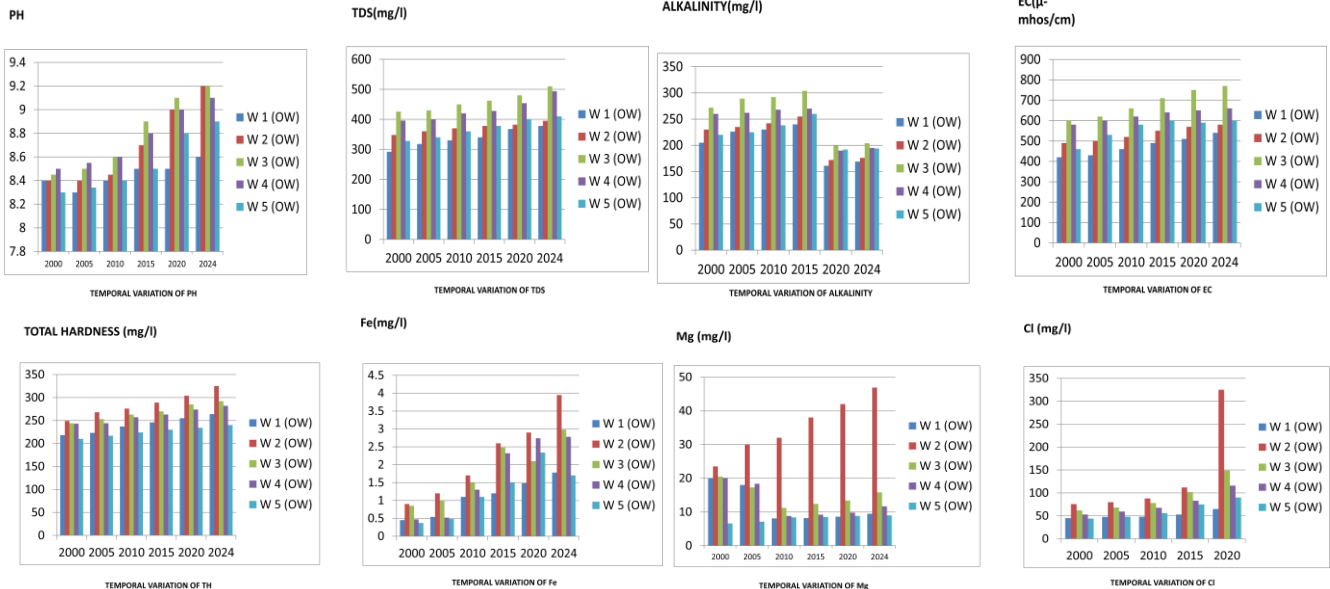 PH
9.4
9.2
9
8.8
8.6
8.4
8.2
8
7.8
2000 2005 2010 2015 2020 2024
W 1 (OW)
W 2 (OW)
W 3 (OW)
W 4 (OW)
W 5 (OW)
TEMPORAL VARIATION OF PH
TDS(mg/l)
600
500
400
300
200
100
0
2000 2005 2010 2015 2020 2024
W 1 (OW)
W 2 (OW)
W 3 (OW)
W 4 (OW)
W 5 (OW)
TEMPORAL VARIATION OF TDS
ALKALINITY(mg/l)
350
300
250
200
150
100
50
0
2000 2005 2010 2015 2020 2024
W 1 (OW)
W 2 (OW)
W 3 (OW)
W 4 (OW)
W 5 (OW)
TEMPORAL VARIATION OF ALKALINITY
EC(μ-
mhos/cm)
900
800
700
600
500
400
300
200
100
0
2000 2005 2010 2015 2020 2024
W 1 (OW)
W 2 (OW)
W 3 (OW)
W 4 (OW)
W 5 (OW)
TEMPORAL VARIATION OF EC
TOTAL HARDNESS (mg/l)
350
300
250
200
150
100
50
0
2000 2005 2010 2015 2020 2024
W 1 (OW)
W 2 (OW)
W 3 (OW)
W 4 (OW)
W 5 (OW)
TEMPORAL VARIATION OF TH
Fe(mg/l)
4.5
4
3.5
3
2.5
2
1.5
1
0.5
0
2000 2005 2010 2015 2020 2024
W 1 (OW)
W 2 (OW)
W 3 (OW)
W 4 (OW)
W 5 (OW)
TEMPORAL VARIATION OF Fe
Mg (mg/l)
50
40
30
20
10
0
2000 2005 2010 2015 2020 2024
W 1 (OW)
W 2 (OW)
W 3 (OW)
W 4 (OW)
W 5 (OW)
TEMPORAL VARIATION OF Mg
Cl (mg/l)
350
300
250
200
150
100
50
0
2000 2005 2010 2015 2020
W 1 (OW)
W 2 (OW)
W 3 (OW)
W 4 (OW)
W 5 (OW)
TEMPORAL VARIATION OF Cl